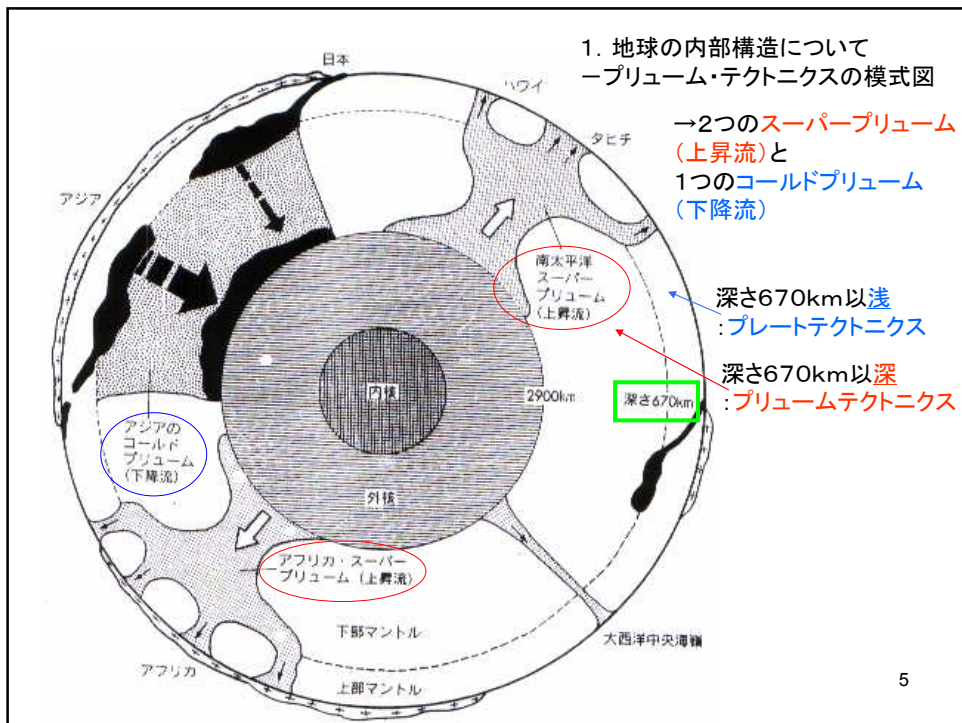 1. 地球の内部構造について
－プリューム・テクトニクスの模式図
→2つのスーパープリューム
(上昇流)と
1つのコールドプリューム
(下降流)
日本
ハワイ
タヒチ
アジア
南太平洋
スーパー
プリューム
(上昇流)
深さ670km以浅
:プレートテクトニクス
深さ670km以深
:プリュームテクトニクス
内核
2900km
深さ670km
アジアの
コールド
プリューム
(下降流)
外核
アフリカ・スーパー
プリューム(上昇流)
下部マントル
大西洋中央海嶺
アフリカ
上部マントル
5